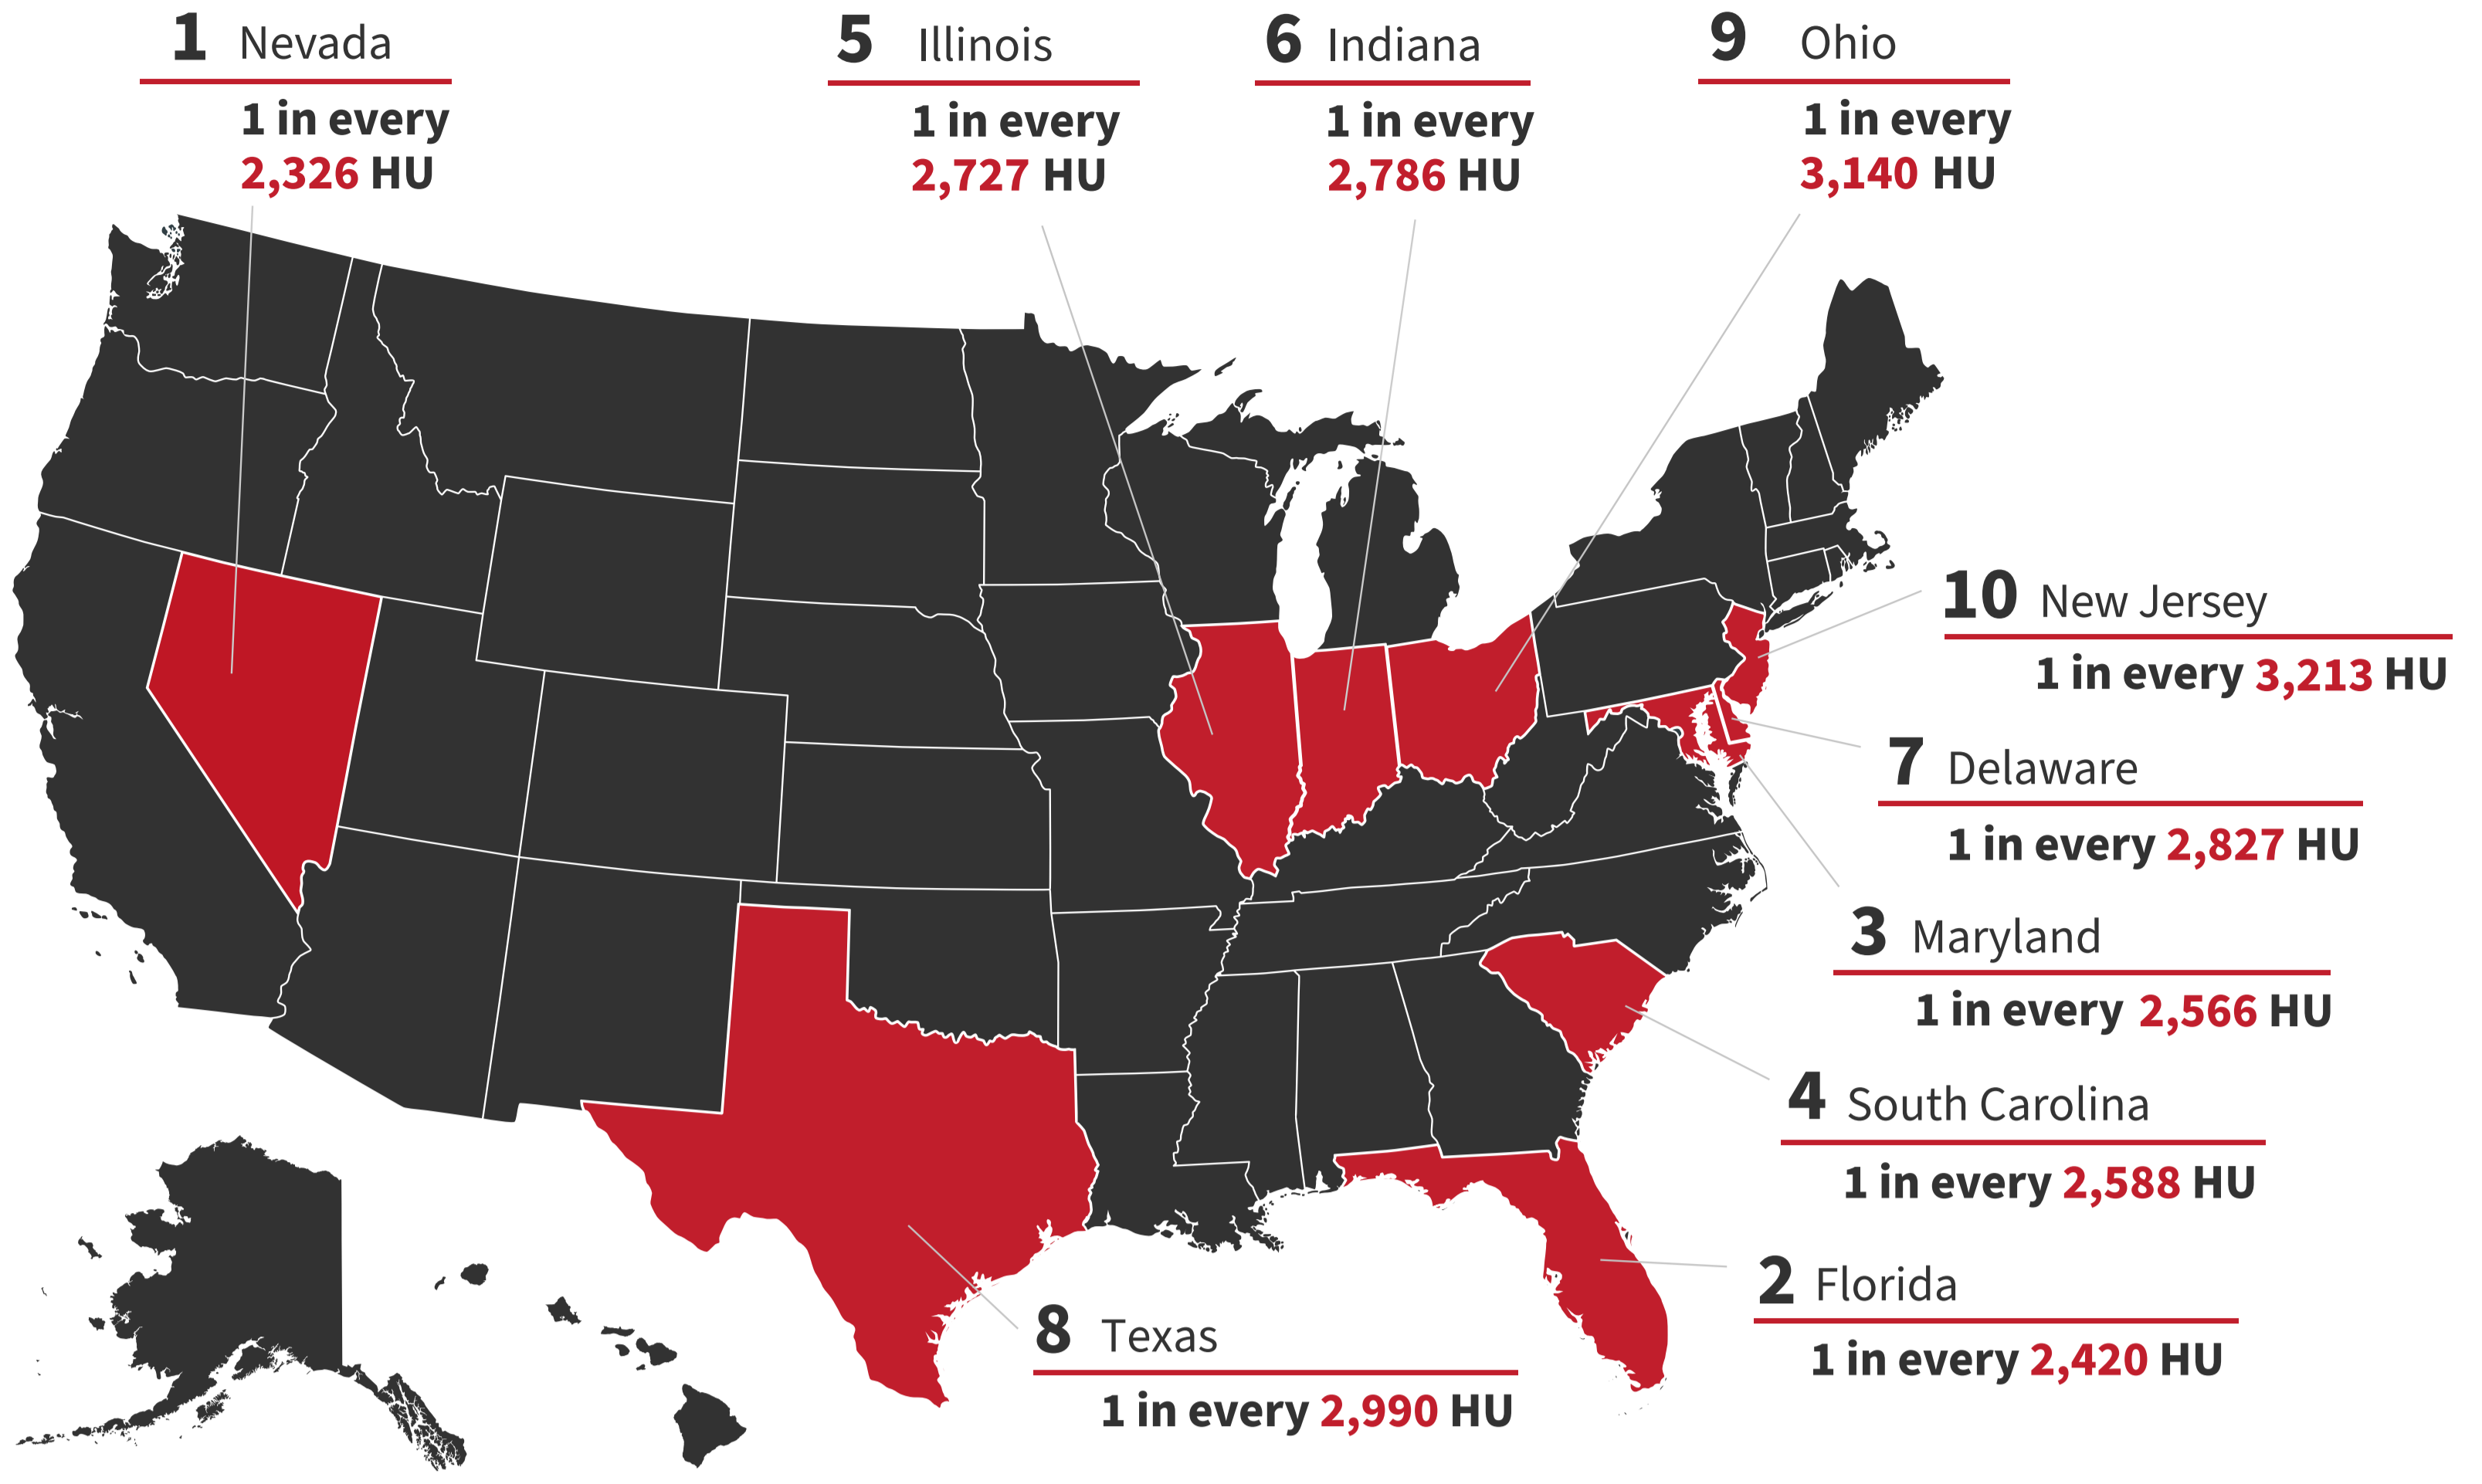 1 Nevada
1 in every
2,326 HU
5 Illinois
1 in every
2,727 HU
6 Indiana
1 in every
2,786 HU
9 Ohio
1 in every
3,140 HU
10 New Jersey
1 in every 3,213 HU
7 Delaware
1 in every 2,827 HU
3 Maryland
1 in every 2,566 HU
4 South Carolina
1 in every 2,588 HU
2 Florida
1 in every 2,420 HU
8 Texas
1 in every 2,990 HU